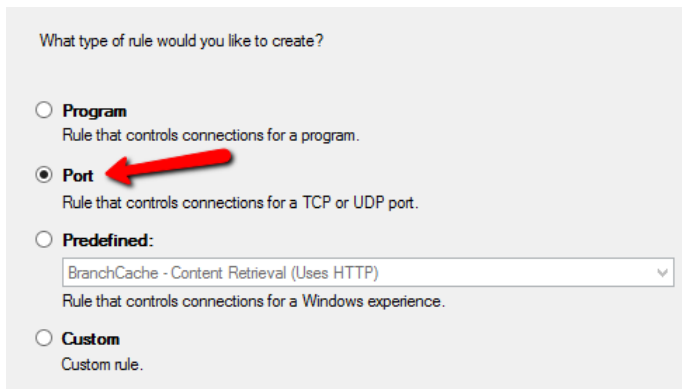 What type of rule would you like to create?
Program
Rule that controls connections for a program.
Port
Rule that controls connections for a TCP or UDP port.
Predefined:
BranchCache - Content Retrieval (Uses HTTP)
Rule that controls connections for a Windows experience.
Custom
Custom rule.